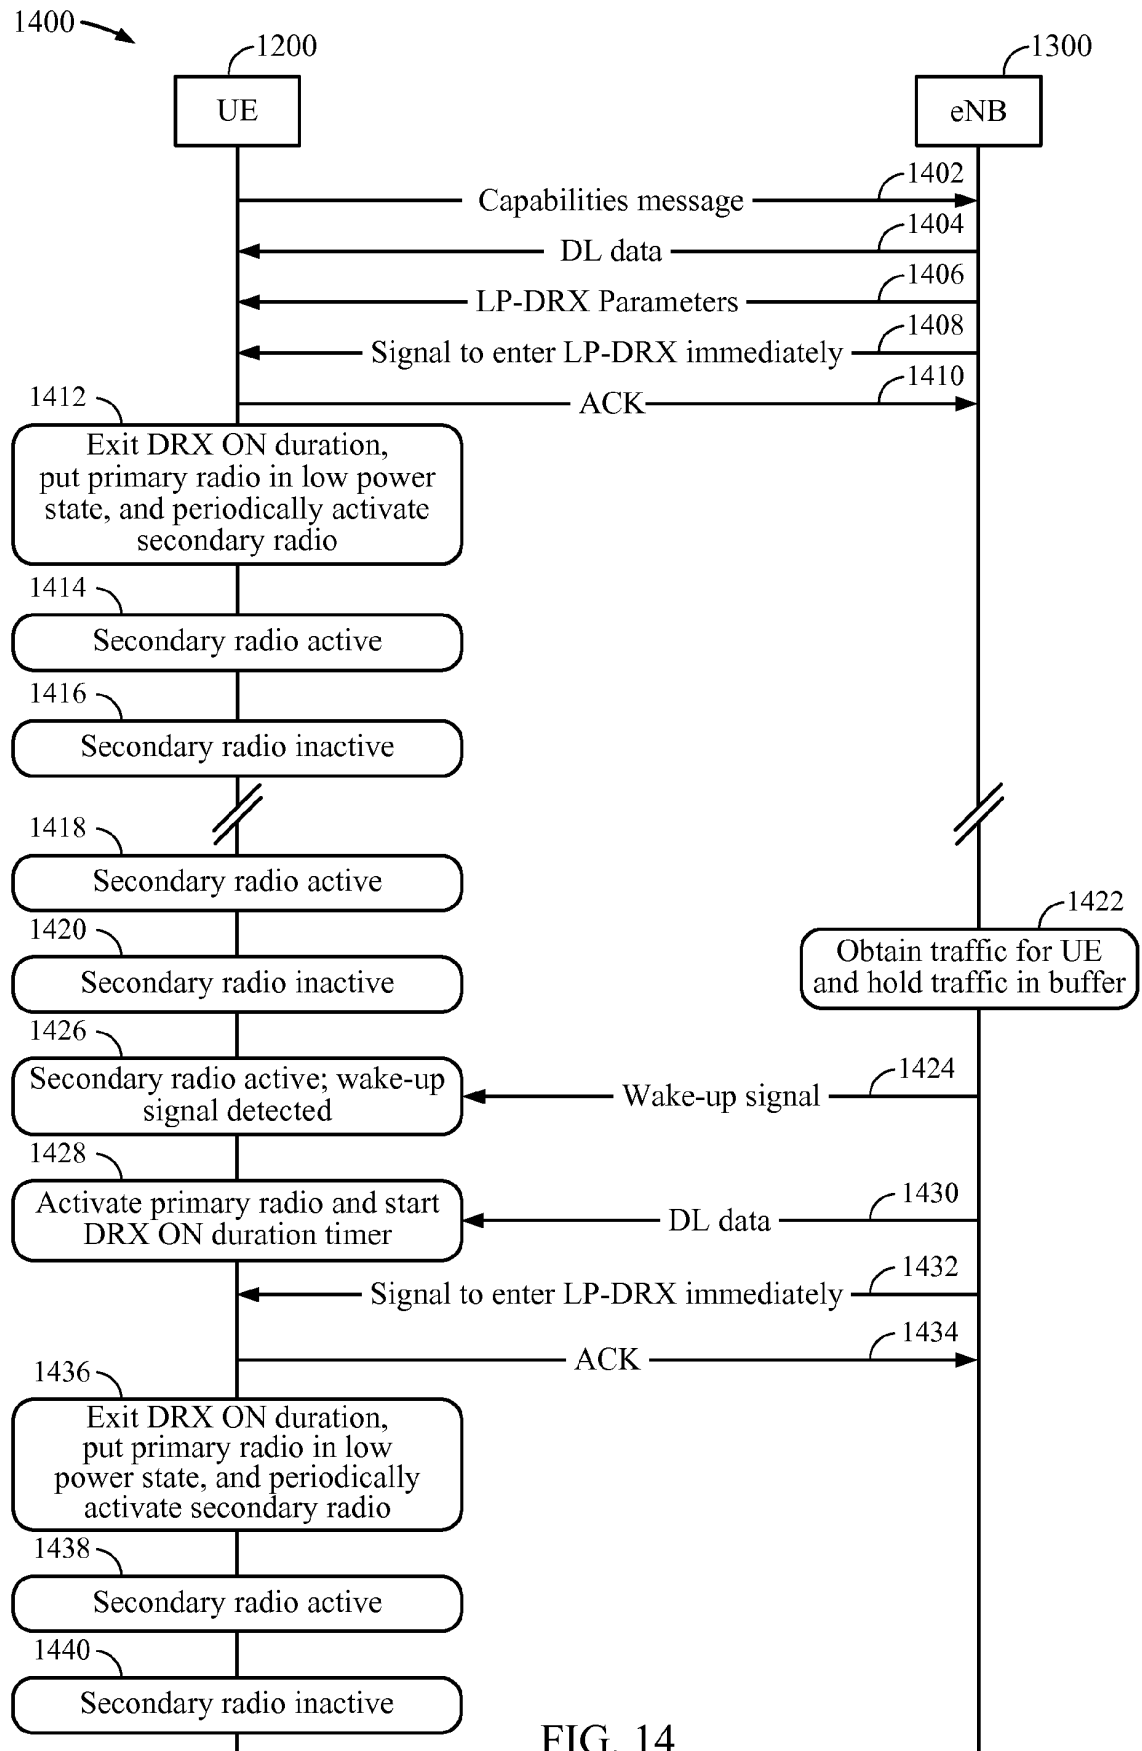 1400
1200
1300
UE
eNB
1402
Capabilities message
1404
DL data
1406
LP-DRX Parameters
1408
Signal to enter LP-DRX immediately
1410
ACK
1412
Exit DRX ON duration,
put primary radio in low power
state, and periodically activate
secondary radio
1414
Secondary radio active
1416
Secondary radio inactive
1418
Secondary radio active
1422
Obtain traffic for UE
and hold traffic in buffer
1420
Secondary radio inactive
1426
Secondary radio active; wake-up
signal detected
1424
Wake-up signal
1428
Activate primary radio and start
DRX ON duration timer
1430
DL data
1432
Signal to enter LP-DRX immediately
1434
ACK
1436
Exit DRX ON duration,
put primary radio in low
power state, and periodically
activate secondary radio
1438
Secondary radio active
1440
Secondary radio inactive
FIG. 14